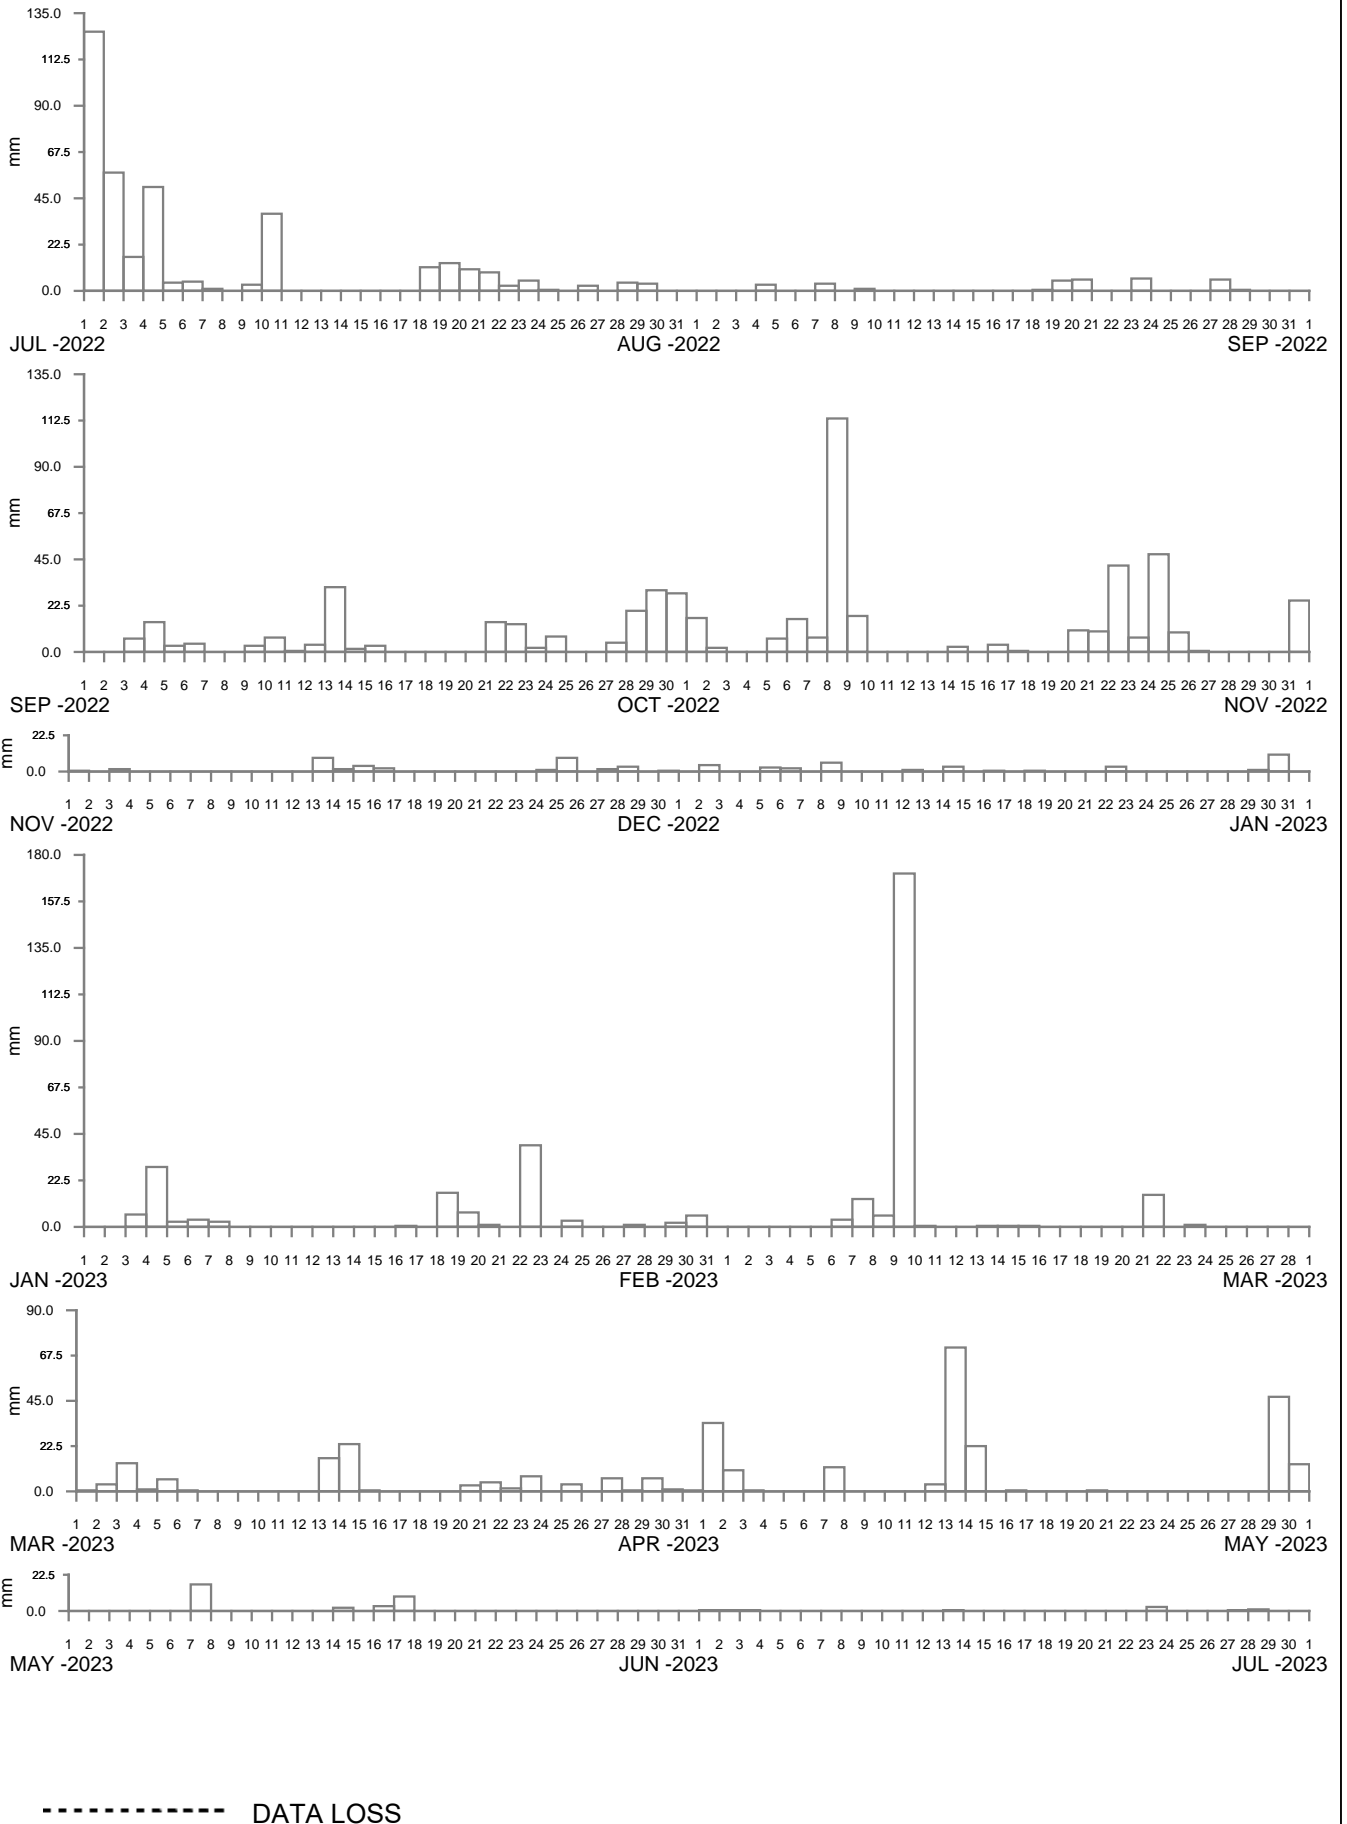 135.0
112.5
90.0
67.5
45.0
22.5
0.0
mm
1 2 3 4 5 6 7 8 9 10 11 12 13 14 15 16 17 18 19 20 21 22 23 24 25 26 27 28 29 30 31 1 2 3 4 5 6 7 8 9 10 11 12 13 14 15 16 17 18 19 20 21 22 23 24 25 26 27 28 29 30 31 1
JUL -2022 AUG -2022 SEP -2022
135.0
112.5
90.0
67.5
45.0
22.5
0.0
mm
1 2 3 4 5 6 7 8 9 10 11 12 13 14 15 16 17 18 19 20 21 22 23 24 25 26 27 28 29 30 1 2 3 4 5 6 7 8 9 10 11 12 13 14 15 16 17 18 19 20 21 22 23 24 25 26 27 28 29 30 31 1
SEP -2022 OCT -2022 NOV -2022
22.5
0.0
mm
1 2 3 4 5 6 7 8 9 10 11 12 13 14 15 16 17 18 19 20 21 22 23 24 25 26 27 28 29 30 1 2 3 4 5 6 7 8 9 10 11 12 13 14 15 16 17 18 19 20 21 22 23 24 25 26 27 28 29 30 31 1
NOV -2022 DEC -2022 JAN -2023
180.0
157.5
135.0
112.5
90.0
67.5
45.0
22.5
0.0
mm
1 2 3 4 5 6 7 8 9 10 11 12 13 14 15 16 17 18 19 20 21 22 23 24 25 26 27 28 29 30 31 1 2 3 4 5 6 7 8 9 10 11 12 13 14 15 16 17 18 19 20 21 22 23 24 25 26 27 28 1
JAN -2023 FEB -2023 MAR -2023
90.0
67.5
45.0
22.5
0.0
mm
1 2 3 4 5 6 7 8 9 10 11 12 13 14 15 16 17 18 19 20 21 22 23 24 25 26 27 28 29 30 31 1 2 3 4 5 6 7 8 9 10 11 12 13 14 15 16 17 18 19 20 21 22 23 24 25 26 27 28 29 30 1
MAR -2023 APR -2023 MAY -2023
22.5
0.0
mm
1 2 3 4 5 6 7 8 9 10 11 12 13 14 15 16 17 18 19 20 21 22 23 24 25 26 27 28 29 30 31 1 2 3 4 5 6 7 8 9 10 11 12 13 14 15 16 17 18 19 20 21 22 23 24 25 26 27 28 29 30 1
MAY -2023 JUN -2023 JUL -2023
DATA LOSS